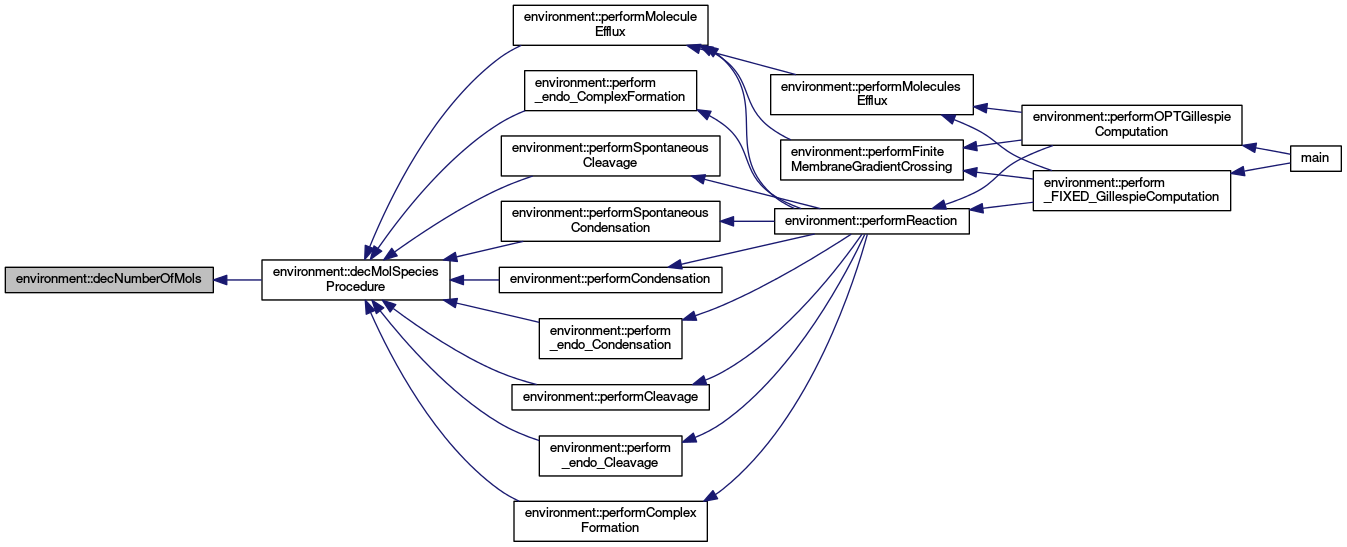 environment::decNumberOfMols
environment::decMolSpecies
Procedure
environment::performMolecule
Efflux
environment::perform
_endo_ComplexFormation
environment::performSpontaneous
Cleavage
environment::performSpontaneous
Condensation
environment::performCondensation
environment::perform
_endo_Condensation
environment::performCleavage
environment::perform
_endo_Cleavage
environment::performComplex
Formation
environment::performMolecules
Efflux
environment::performFinite
MembraneGradientCrossing
environment::performReaction
environment::performOPTGillespie
Computation
environment::perform
_FIXED_GillespieComputation
main